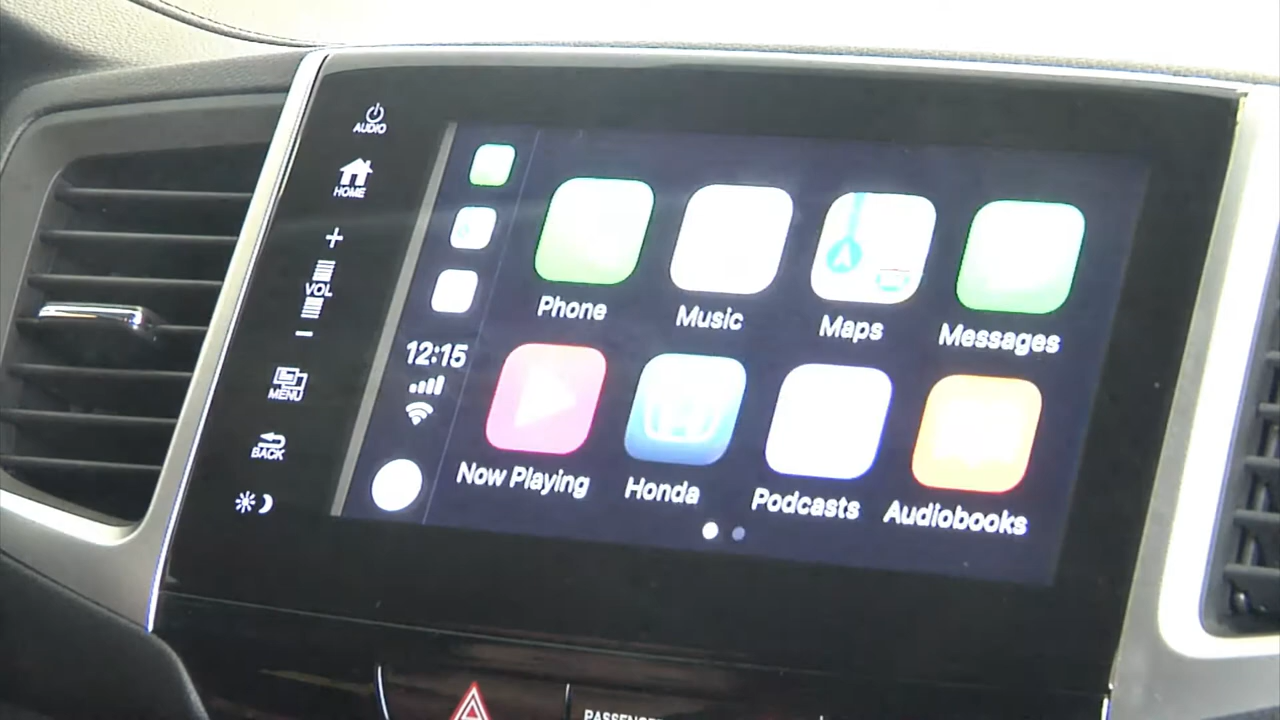 AUDIO
HOME
+
VOL
−
MENU
BACK
12:15
Phone
Music
Maps
Messages
Now Playing
Honda
Podcasts
Audiobooks